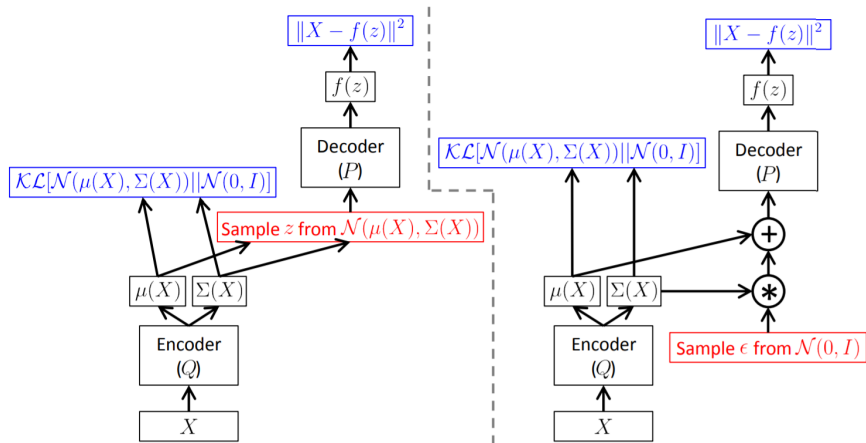 ‖X − f(z)‖²
f(z)
Decoder
(P)
𝒦ℒ[𝒩(μ(X), Σ(X))||𝒩(0, I)]
Sample z from 𝒩(μ(X), Σ(X))
μ(X) Σ(X)
Encoder
(Q)
X
‖X − f(z)‖²
f(z)
Decoder
(P)
𝒦ℒ[𝒩(μ(X), Σ(X))||𝒩(0, I)]
+
μ(X) Σ(X) *
Sample ϵ from 𝒩(0, I)
Encoder
(Q)
X